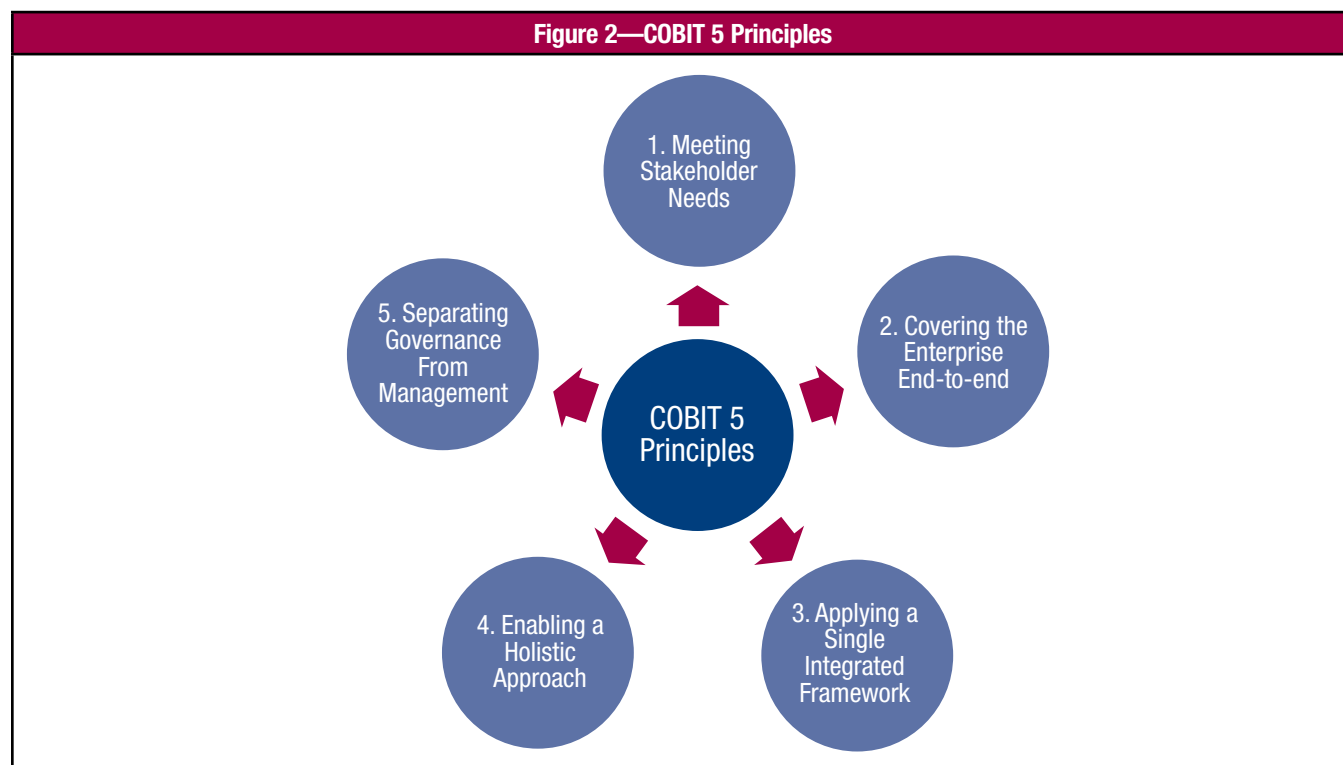 Figure 2—COBIT 5 Principles
1. Meeting
Stakeholder
Needs
2. Covering the
Enterprise
End-to-end
3. Applying a
Single
Integrated
Framework
4. Enabling a
Holistic
Approach
5. Separating
Governance
From
Management
COBIT 5
Principles